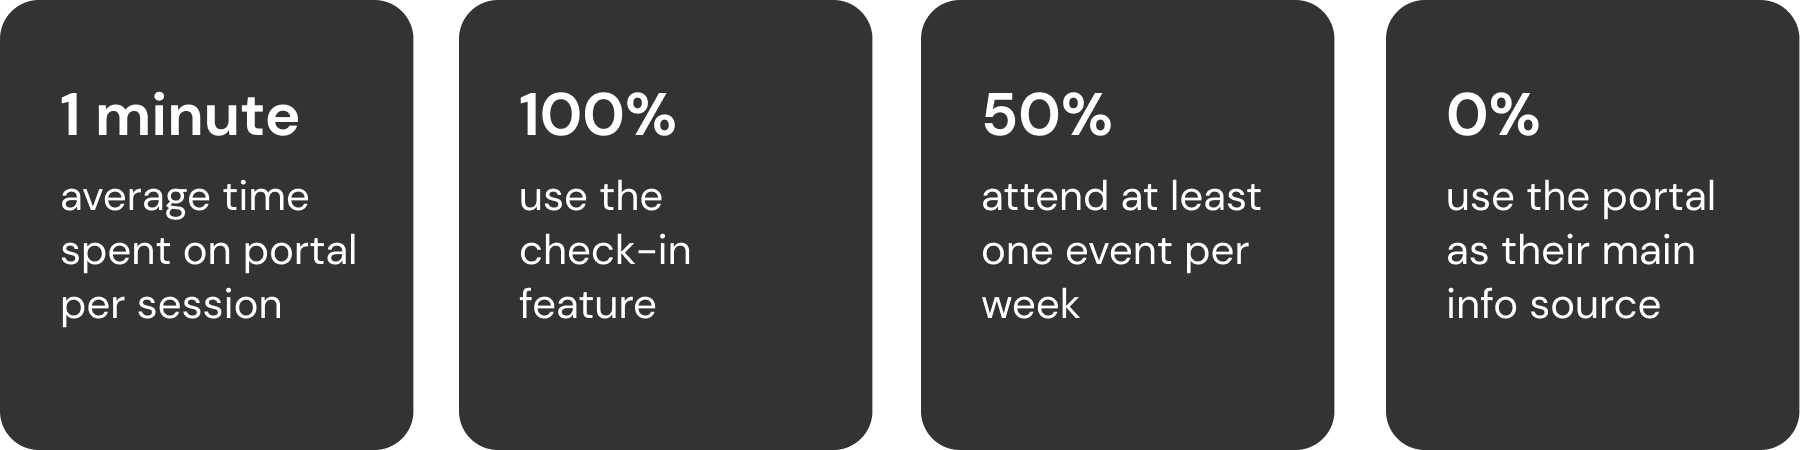 1 minute
average time
spent on portal
per session
100%
use the
check-in
feature
50%
attend at least
one event per
week
0%
use the portal
as their main
info source